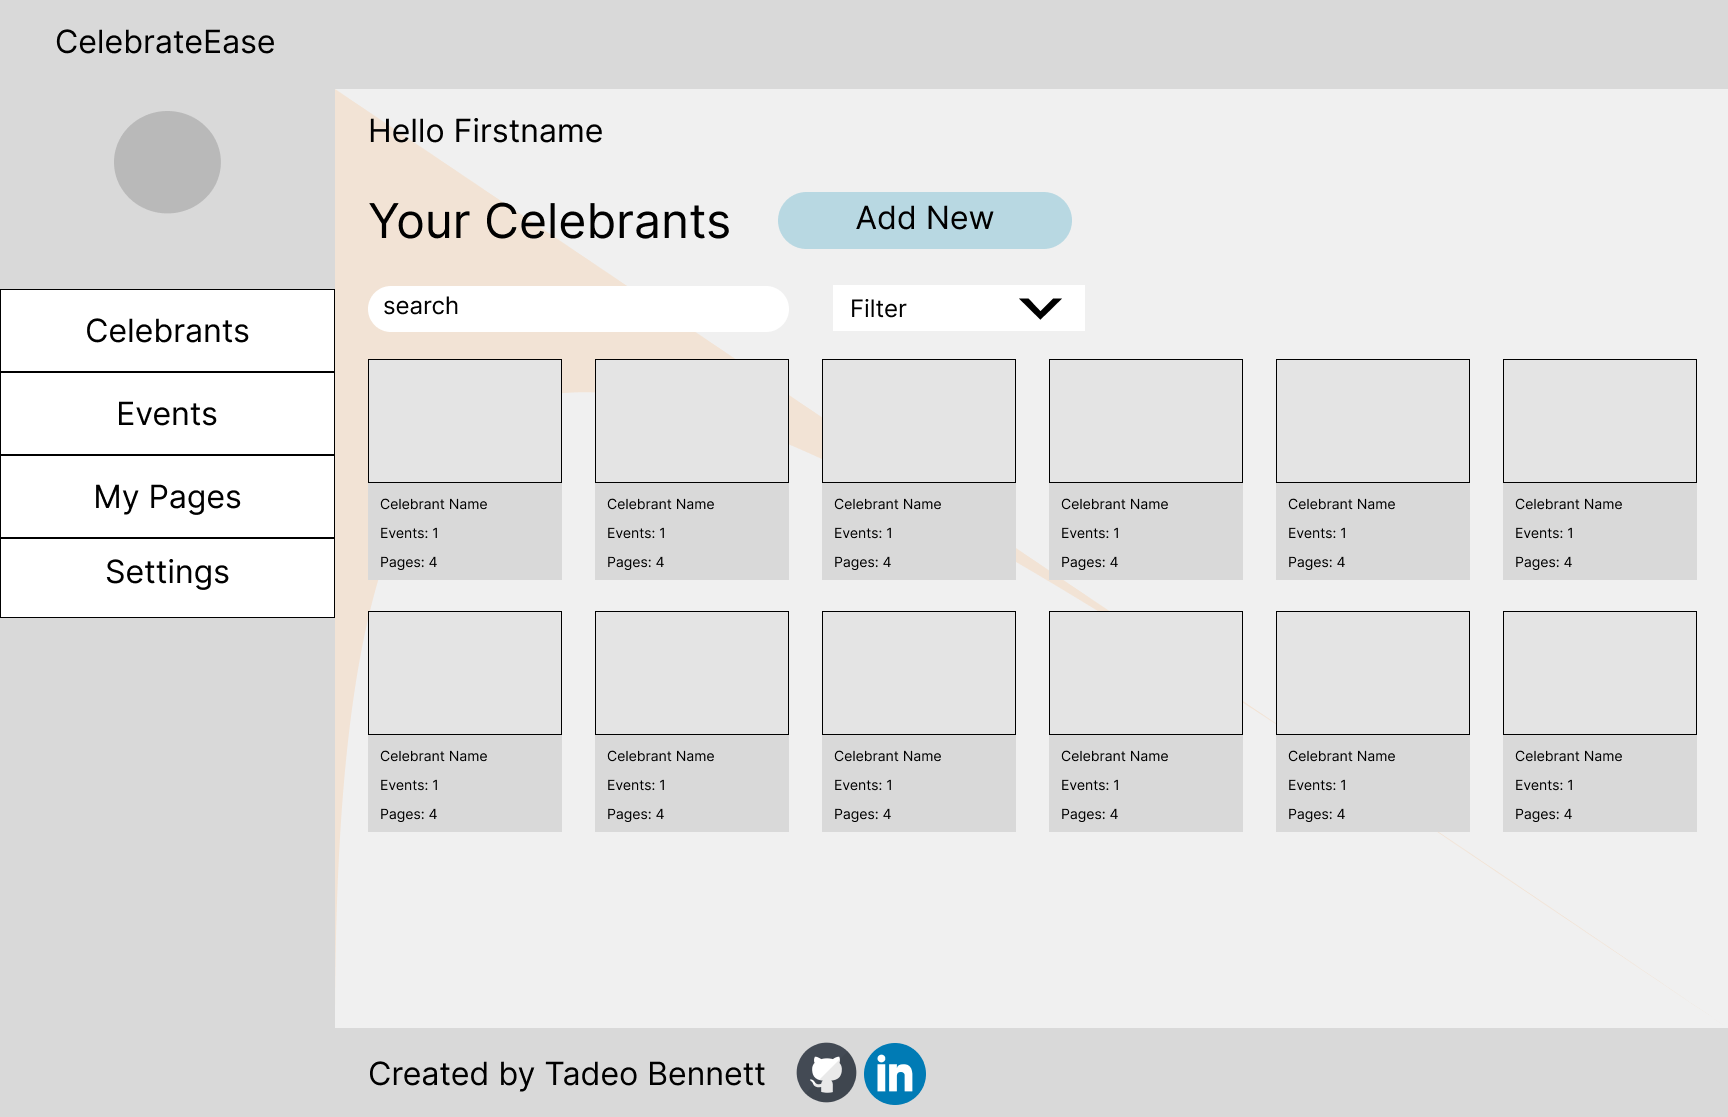 CelebrateEase
Hello Firstname
Your Celebrants
Add New
search
Filter
Celebrants
Events
My Pages
Settings
Celebrant Name
Events: 1
Pages: 4
Celebrant Name
Events: 1
Pages: 4
Celebrant Name
Events: 1
Pages: 4
Celebrant Name
Events: 1
Pages: 4
Celebrant Name
Events: 1
Pages: 4
Celebrant Name
Events: 1
Pages: 4
Celebrant Name
Events: 1
Pages: 4
Celebrant Name
Events: 1
Pages: 4
Celebrant Name
Events: 1
Pages: 4
Celebrant Name
Events: 1
Pages: 4
Celebrant Name
Events: 1
Pages: 4
Celebrant Name
Events: 1
Pages: 4
Created by Tadeo Bennett
in